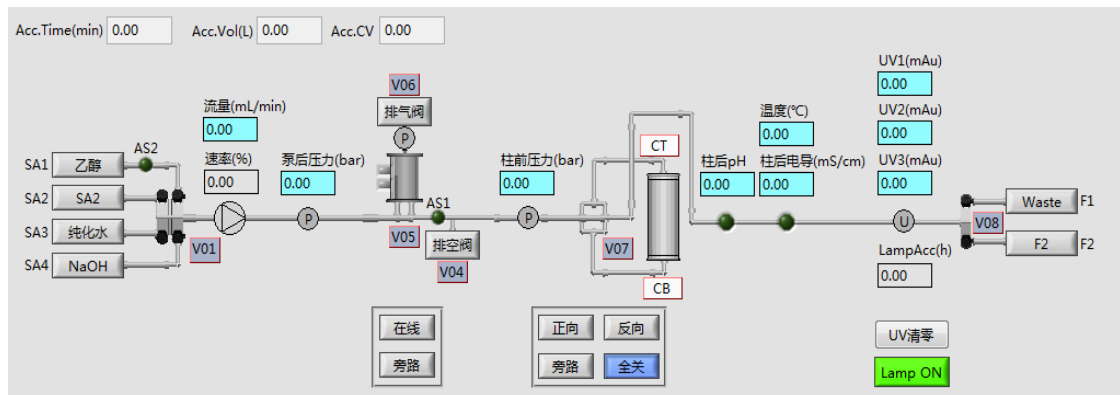 Acc.Time(min) 0.00 Acc.Vol(L) 0.00 Acc.CV 0.00
UV1(mAu)
0.00
V06
排气阀
P
流量(mL/min)
0.00
温度(℃)
0.00
UV2(mAu)
0.00
AS2
SA1 乙醇
速率(%)
0.00
泵后压力(bar)
0.00
柱前压力(bar)
0.00
CT
柱后pH
0.00
柱后电导(mS/cm)
0.00
UV3(mAu)
0.00
SA2 SA2
AS1
Waste F1
SA3 纯化水
V01
P
V05
排空阀
V04
P
V07
U
V08
F2 F2
SA4 NaOH
CB
LampAcc(h)
0.00
在线
旁路
正向 反向
旁路 全关
UV清零
Lamp ON